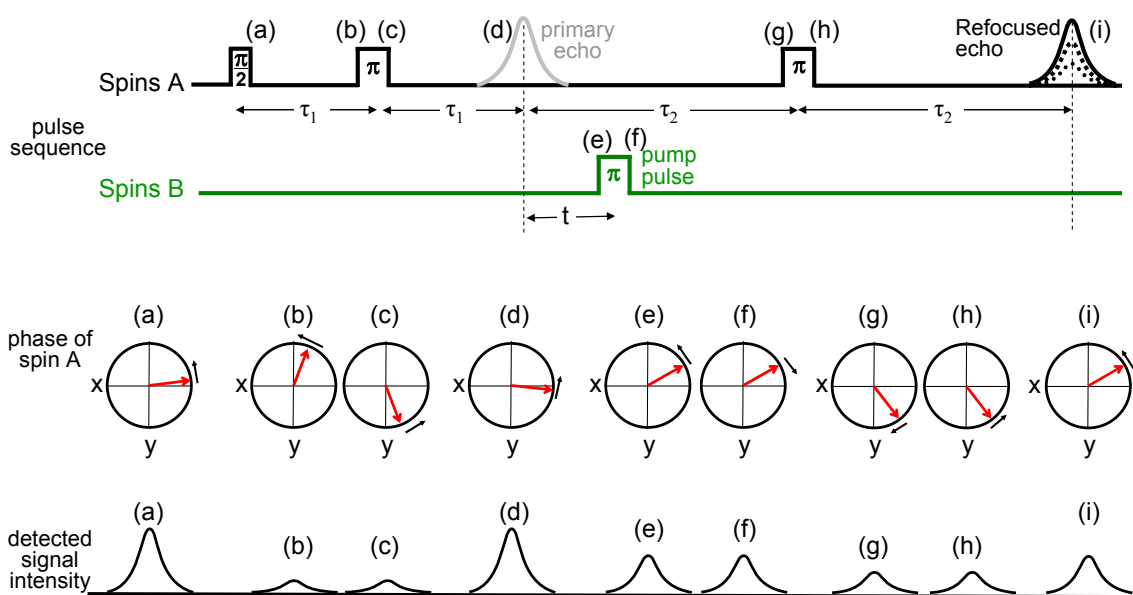 (a) (b) (c) (d) primary echo (g) (h) Refocused echo (i)
Spins A π/2 π π
τ1 τ1 τ2 τ2
pulse sequence
(e) (f)
Spins B π pump pulse
t
(a) (b) (c) (d) (e) (f) (g) (h) (i)
phase of spin A
x x x x x x x x
y y y y y y y y y
(a) (b) (c) (d) (e) (f) (g) (h) (i)
detected signal intensity